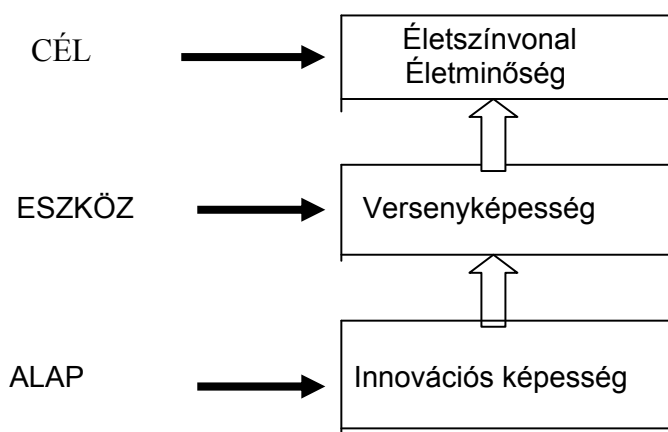 CÉL
Életszínvonal
Életminőség
ESZKÖZ
Versenyképesség
ALAP
Innovációs képesség